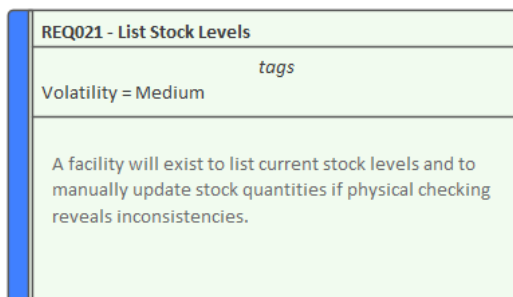 REQ021 - List Stock Levels
tags
Volatility = Medium
A facility will exist to list current stock levels and to
manually update stock quantities if physical checking
reveals inconsistencies.